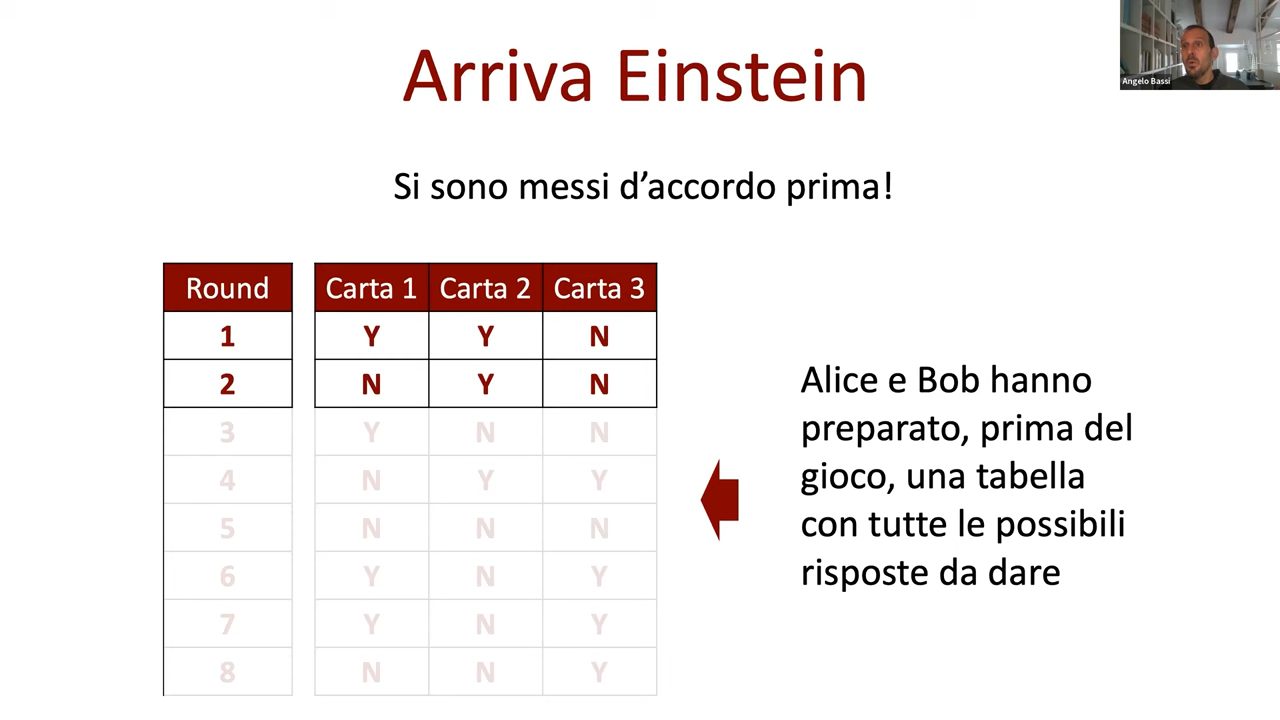 Arriva Einstein
Angelo Bassi
Si sono messi d'accordo prima!
Round Carta 1 Carta 2 Carta 3
1 Y Y N
2 N Y N
3 Y N N
4 N Y Y
5 N N N
6 Y N Y
7 Y N Y
8 N N Y
Alice e Bob hanno
preparato, prima del
gioco, una tabella
con tutte le possibili
risposte da dare